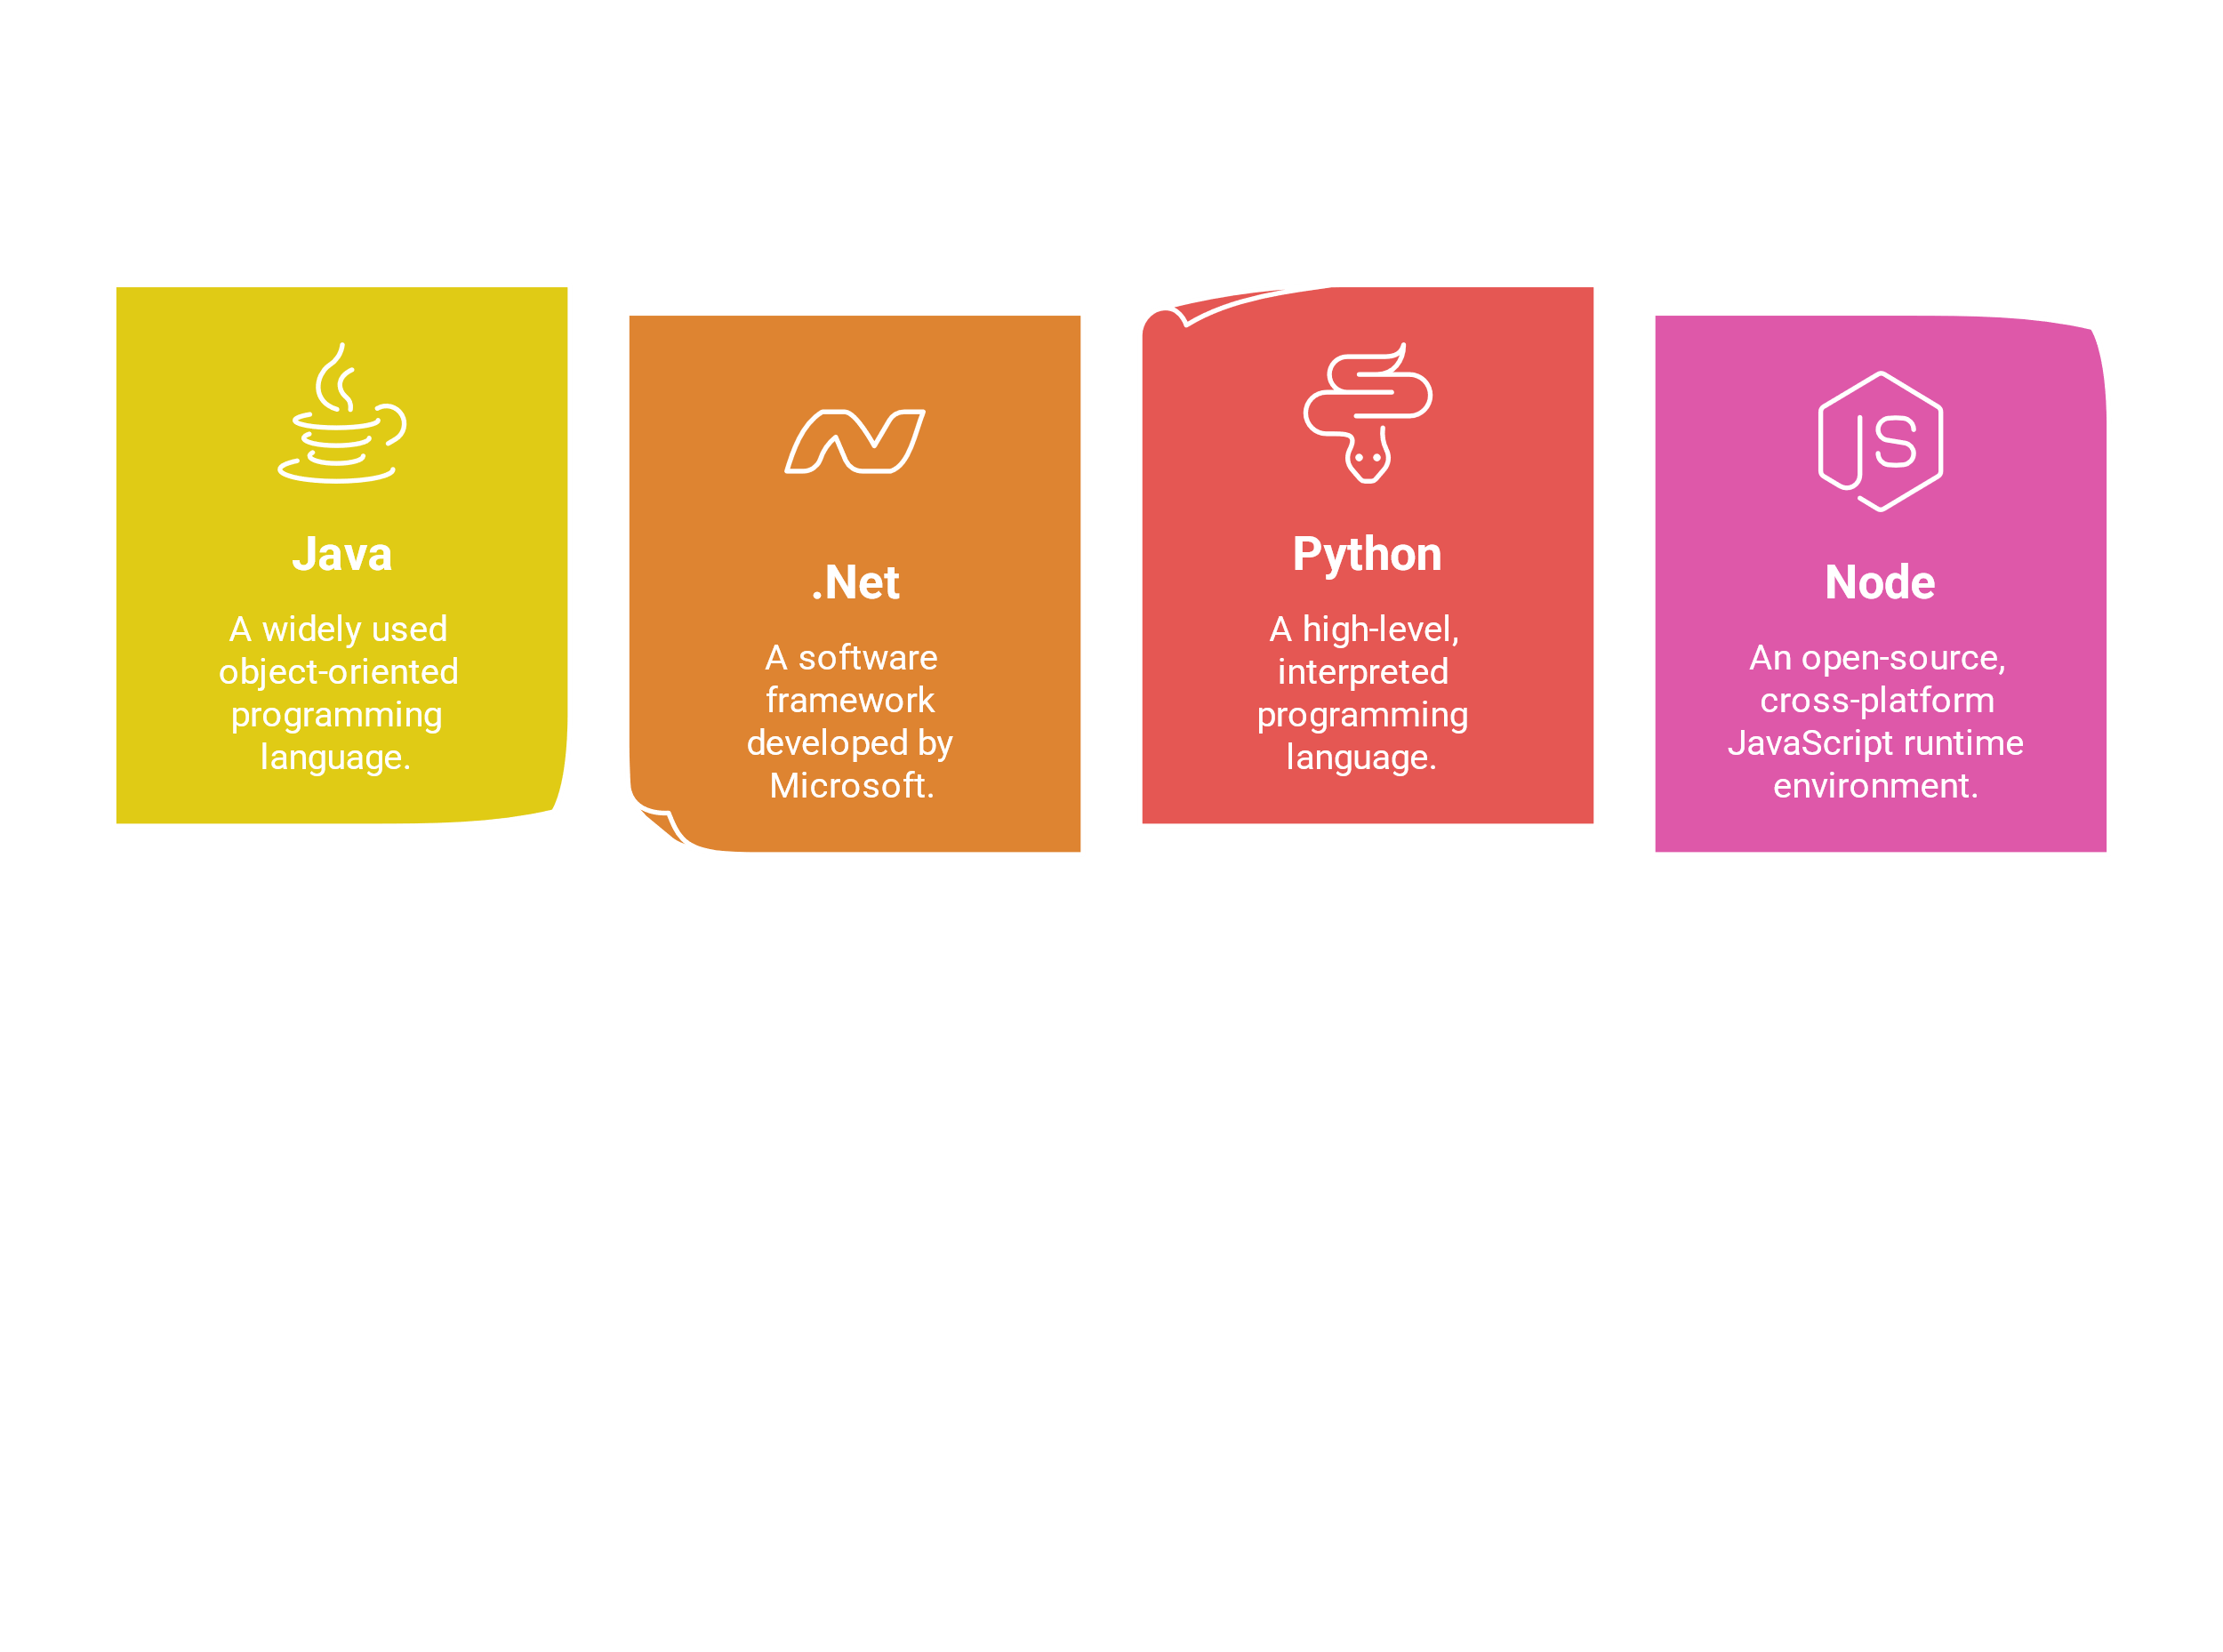 Java
A widely used
object-oriented
programming
language.
.Net
A software
framework
developed by
Microsoft.
Python
A high-level,
interpreted
programming
language.
JS
Node
An open-source,
cross-platform
JavaScript runtime
environment.